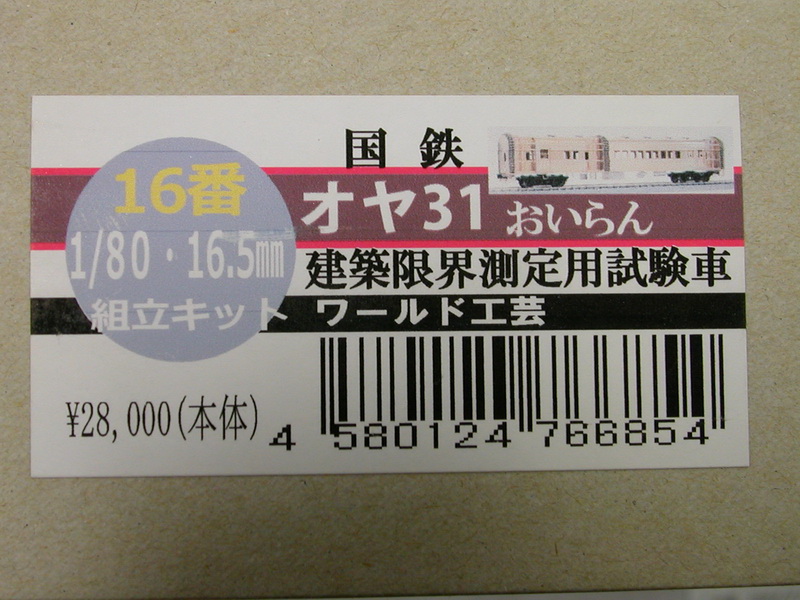 国鉄
16番
オヤ31 おいらん
1/80・16.5mm
建築限界測定用試験車
組立キット
ワールド工芸
¥28,000(本体)
4 580124 766854